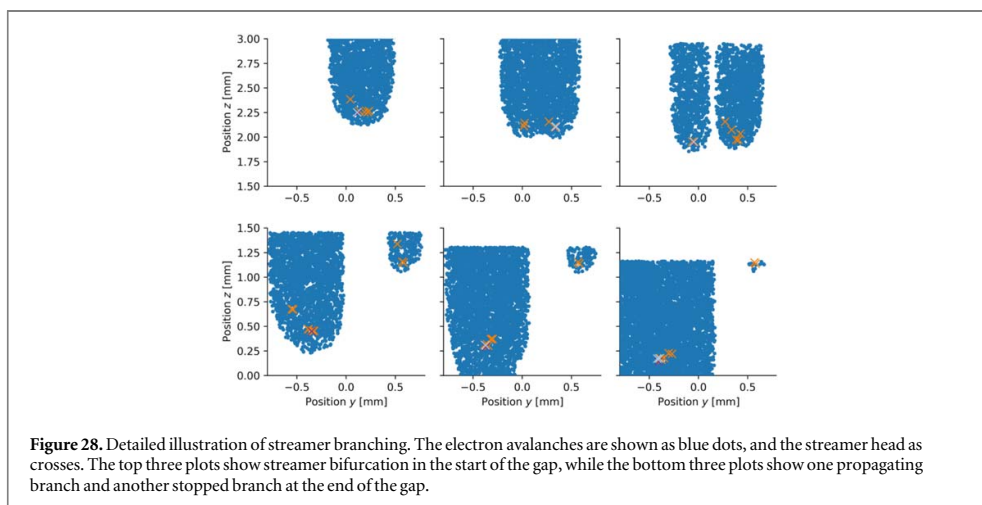 3.00
2.75
2.50
2.25
2.00
1.75
1.50
Position z [mm]
−0.5 0.0 0.5
−0.5 0.0 0.5
−0.5 0.0 0.5
1.50
1.25
1.00
0.75
0.50
0.25
0.00
Position z [mm]
−0.5 0.0 0.5
−0.5 0.0 0.5
−0.5 0.0 0.5
Position y [mm]
Position y [mm]
Position y [mm]
Figure 28. Detailed illustration of streamer branching. The electron avalanches are shown as blue dots, and the streamer head as
crosses. The top three plots show streamer bifurcation in the start of the gap, while the bottom three plots show one propagating
branch and another stopped branch at the end of the gap.